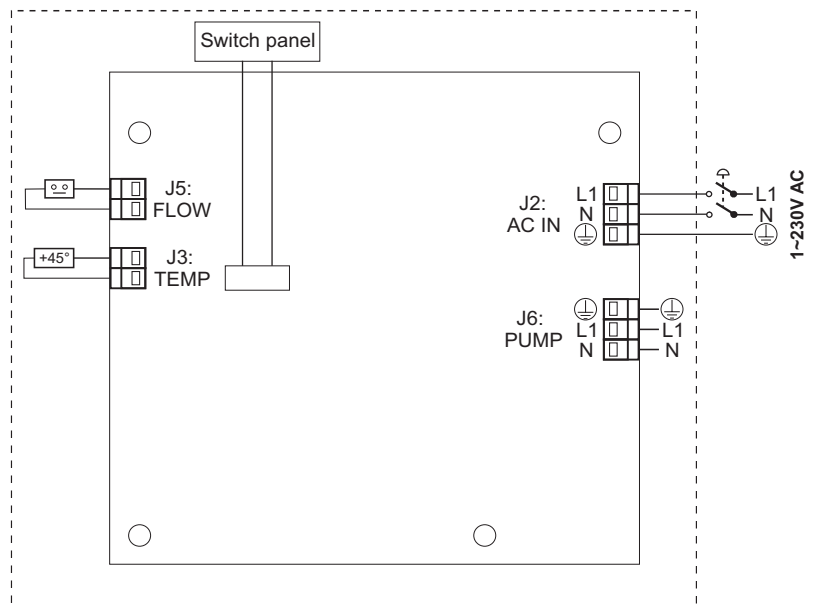 Switch panel
J5:
FLOW
+45°
J3:
TEMP
J2:
AC IN
L1
N
L1
N
1~230V AC
J6:
PUMP
L1
N
L1
N